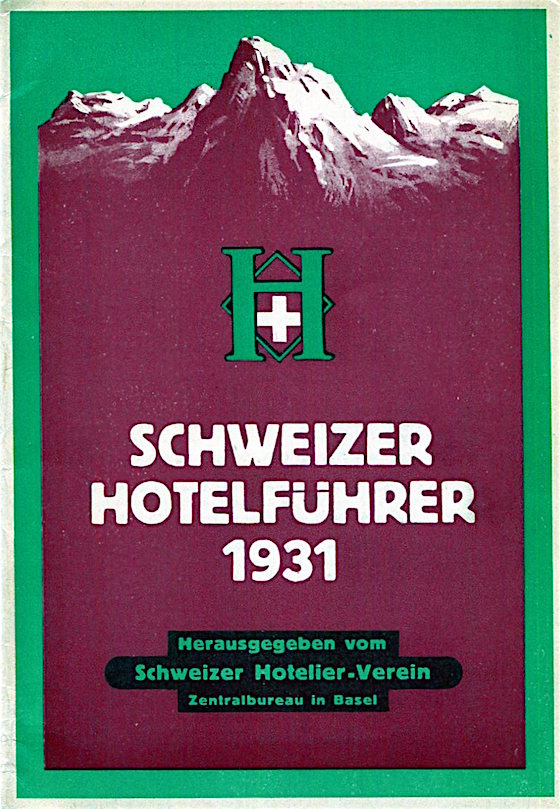 H
SCHWEIZER
HOTELFÜHRER
1931
Herausgegeben vom
Schweizer Hotelier-Verein
Zentralbureau in Basel